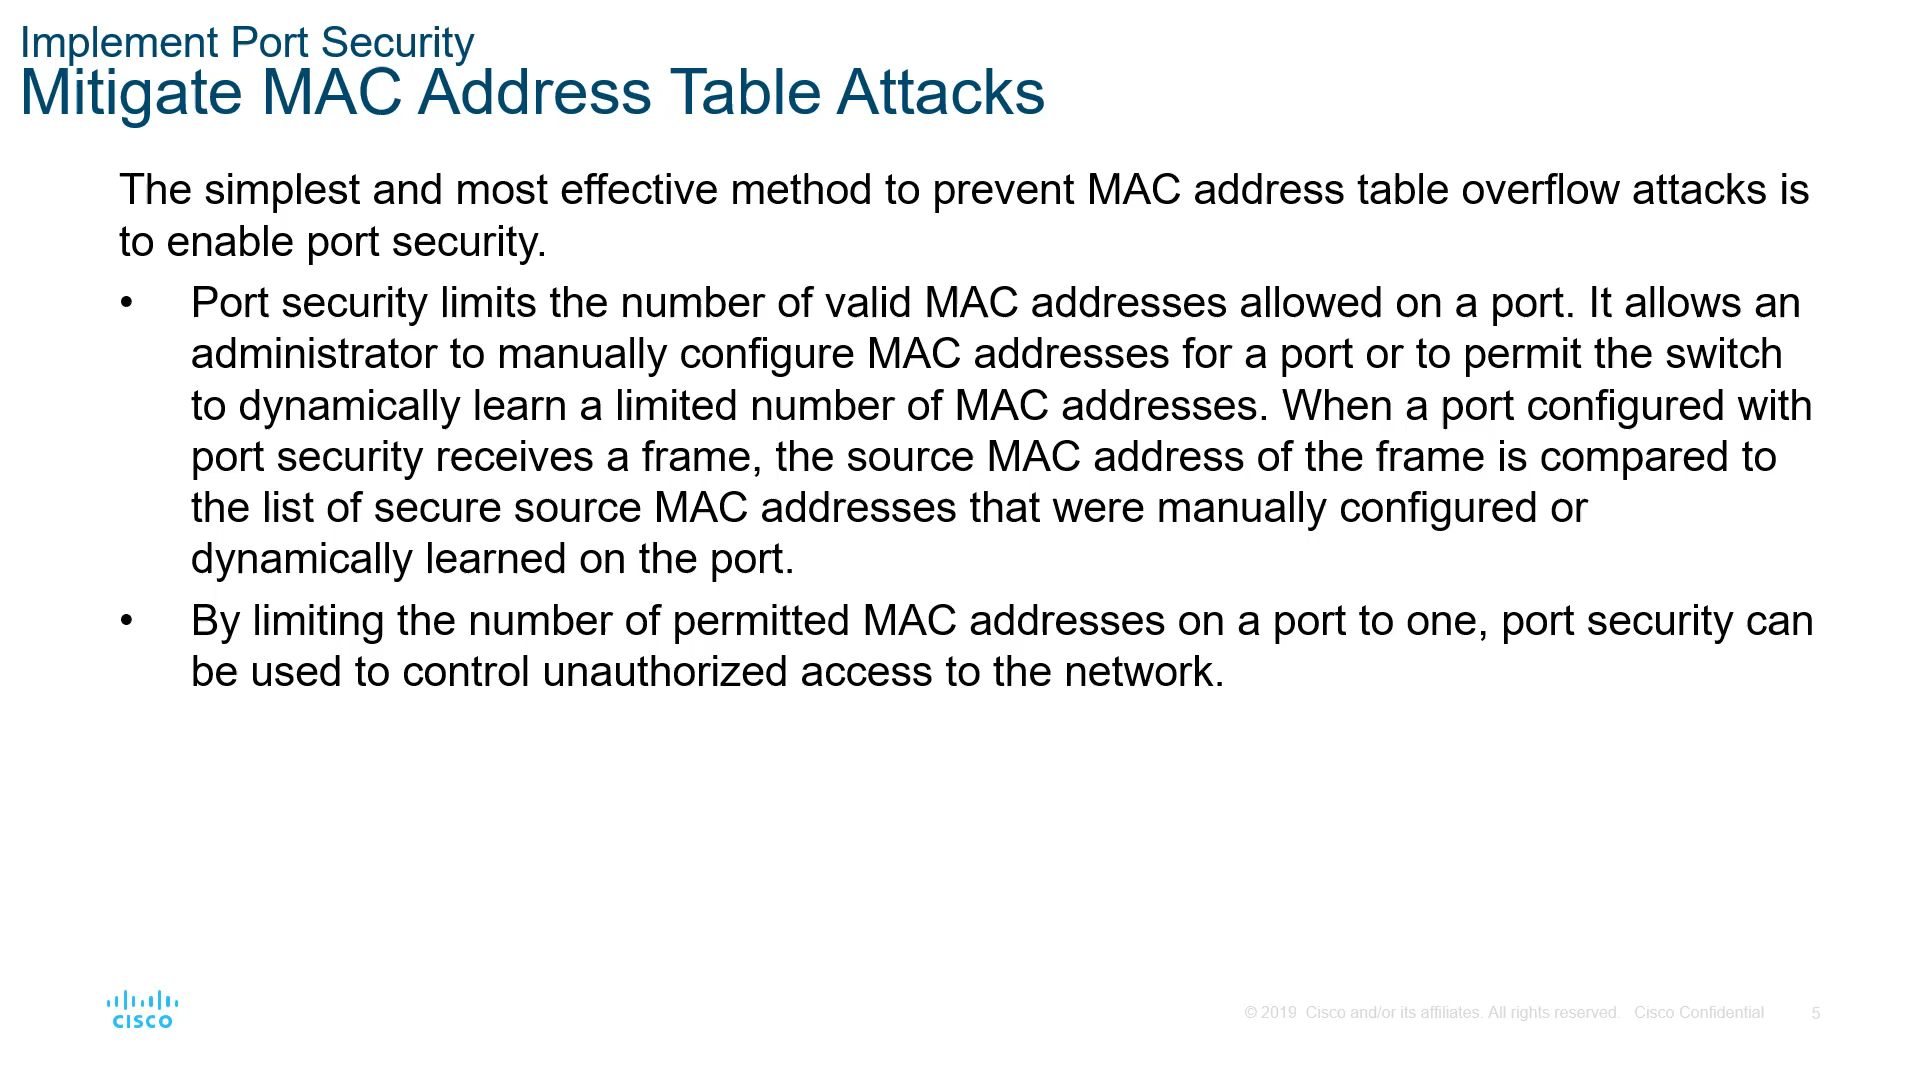 Implement Port Security
Mitigate MAC Address Table Attacks
The simplest and most effective method to prevent MAC address table overflow attacks is
to enable port security.
• Port security limits the number of valid MAC addresses allowed on a port. It allows an
administrator to manually configure MAC addresses for a port or to permit the switch
to dynamically learn a limited number of MAC addresses. When a port configured with
port security receives a frame, the source MAC address of the frame is compared to
the list of secure source MAC addresses that were manually configured or
dynamically learned on the port.
• By limiting the number of permitted MAC addresses on a port to one, port security can
be used to control unauthorized access to the network.
CISCO
© 2019 Cisco and/or its affiliates. All rights reserved. Cisco Confidential 5